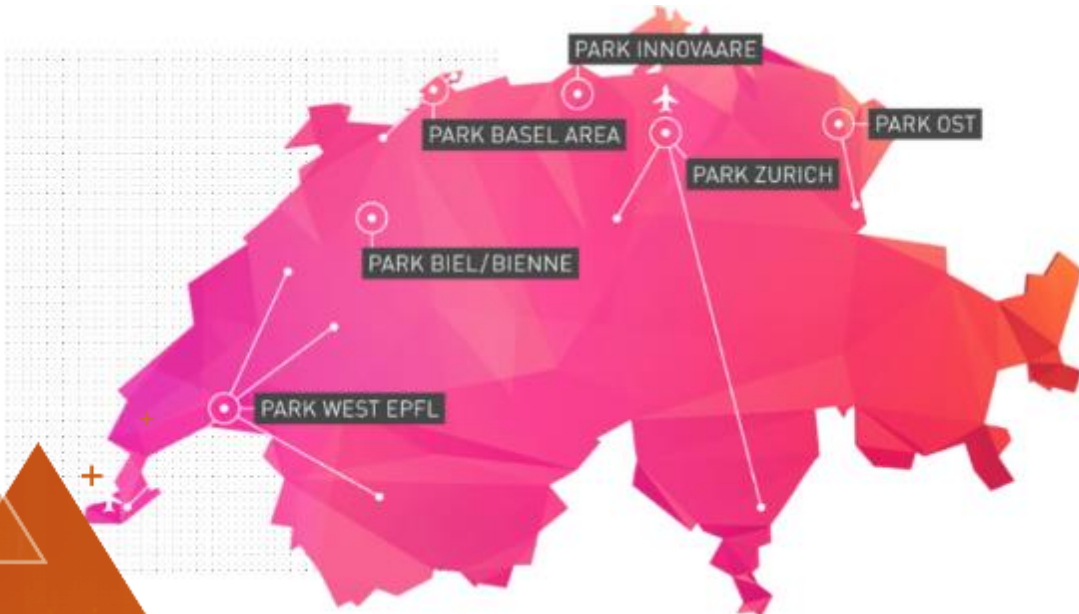 PARK INNOVAARE
PARK BASEL AREA
PARK OST
PARK ZURICH
PARK BIEL/BIENNE
PARK WEST EPFL